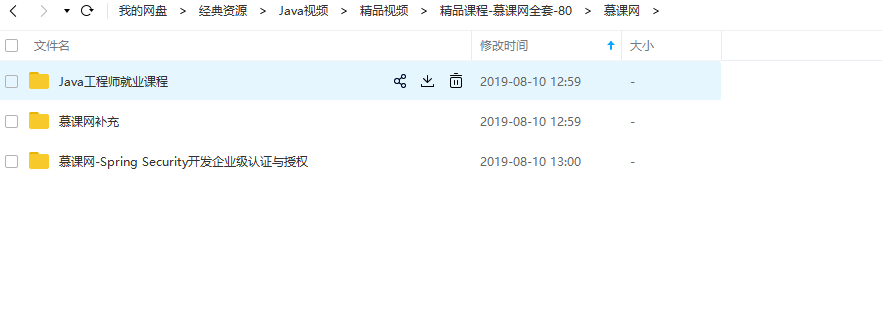 我的网盘 > 经典资源 > Java视频 > 精品视频 > 精品课程-慕课网全套-80 > 慕课网 >
文件名 修改时间 大小
Java工程师就业课程 2019-08-10 12:59 -
慕课网补充 2019-08-10 12:59 -
慕课网-Spring Security开发企业级认证与授权 2019-08-10 13:00 -